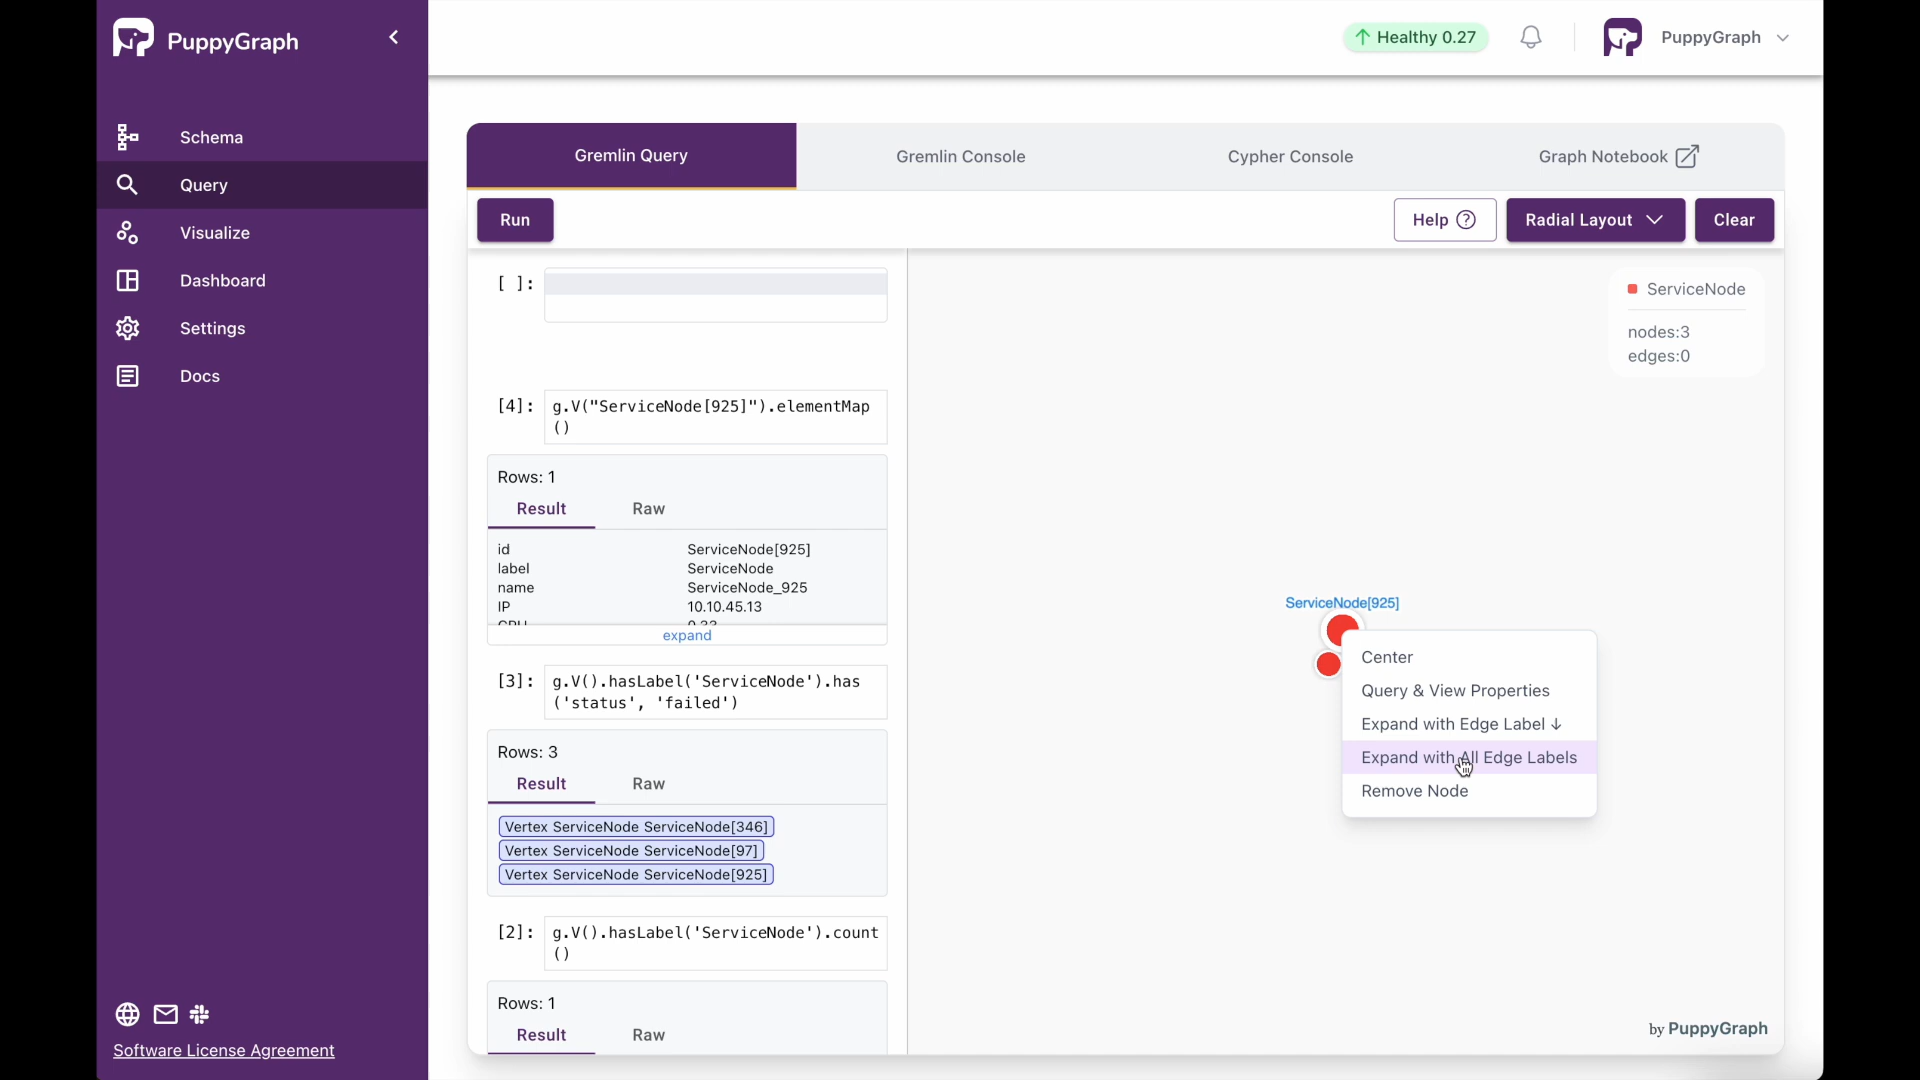 PuppyGraph
Healthy 0.27
PuppyGraph
Schema
Query
Visualize
Dashboard
Settings
Docs
Software License Agreement
Gremlin Query
Gremlin Console
Cypher Console
Graph Notebook
Run
Help ?
Radial Layout
Clear
[ ]:
[4]: g.V("ServiceNode[925]").elementMap
()
Rows: 1
Result Raw
id ServiceNode[925]
label ServiceNode
name ServiceNode_925
IP 10.10.45.13
CPU 0.33
expand
[3]: g.V().hasLabel('ServiceNode').has
('status', 'failed')
Rows: 3
Result Raw
Vertex ServiceNode ServiceNode[346]
Vertex ServiceNode ServiceNode[97]
Vertex ServiceNode ServiceNode[925]
[2]: g.V().hasLabel('ServiceNode').count
()
Rows: 1
Result Raw
ServiceNode
nodes:3
edges:0
ServiceNode[925]
Center
Query & View Properties
Expand with Edge Label ↓
Expand with All Edge Labels
Remove Node
by PuppyGraph